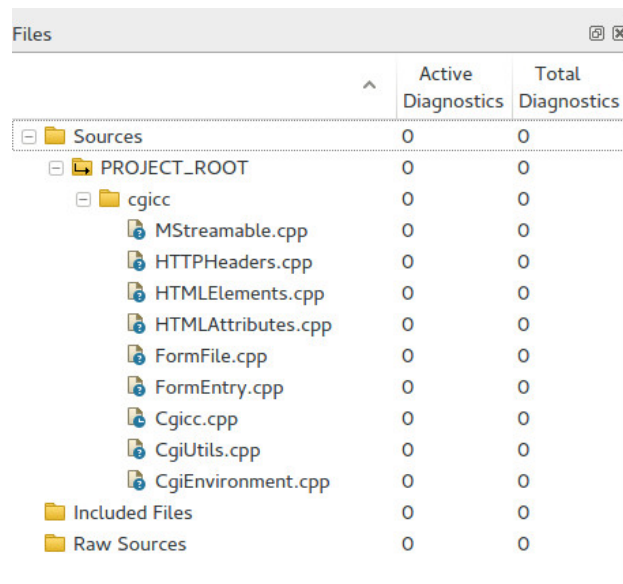 Files
Active Total
Diagnostics Diagnostics
Sources 0 0
PROJECT_ROOT 0 0
cgicc 0 0
MStreamable.cpp 0 0
HTTPHeaders.cpp 0 0
HTMLElements.cpp 0 0
HTMLAttributes.cpp 0 0
FormFile.cpp 0 0
FormEntry.cpp 0 0
Cgicc.cpp 0 0
CgiUtils.cpp 0 0
CgiEnvironment.cpp 0 0
Included Files 0 0
Raw Sources 0 0